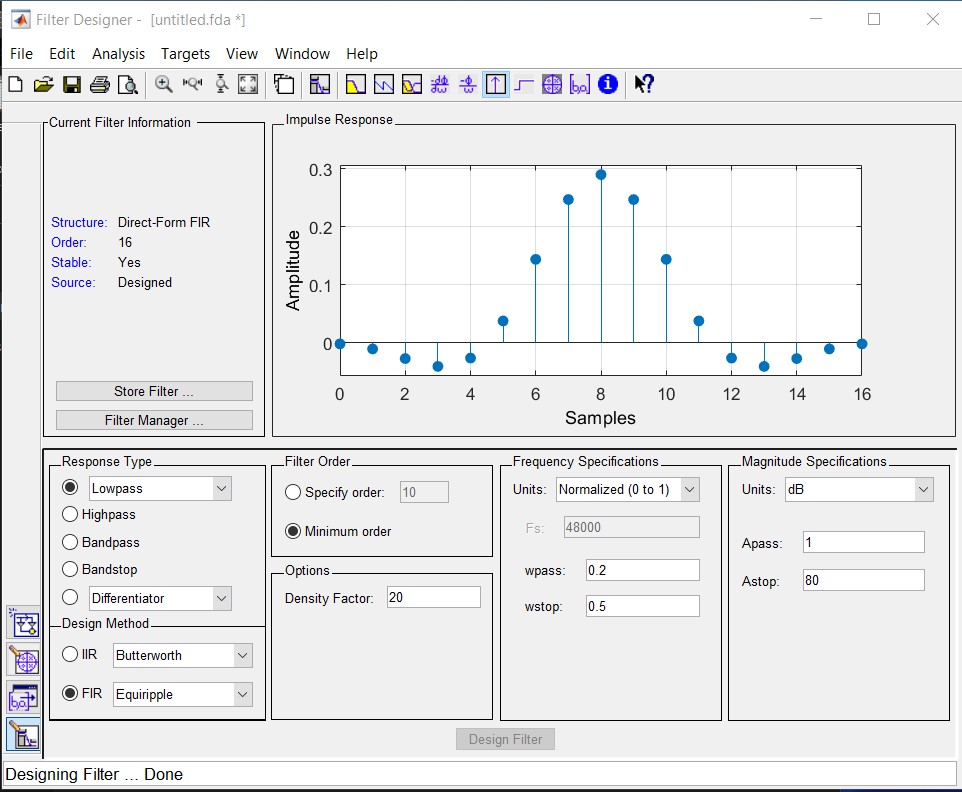 Filter Designer - [untitled.fda *]
File Edit Analysis Targets View Window Help
Current Filter Information
Structure: Direct-Form FIR
Order: 16
Stable: Yes
Source: Designed
Store Filter ...
Filter Manager ...
Impulse Response
0.3
0.2
0.1
0
Amplitude
0 2 4 6 8 10 12 14 16
Samples
Response Type
Lowpass
Highpass
Bandpass
Bandstop
Differentiator
Design Method
IIR Butterworth
FIR Equiripple
Filter Order
Specify order: 10
Minimum order
Options
Density Factor: 20
Frequency Specifications
Units: Normalized (0 to 1)
Fs: 48000
wpass: 0.2
wstop: 0.5
Magnitude Specifications
Units: dB
Apass: 1
Astop: 80
Design Filter
Designing Filter ... Done